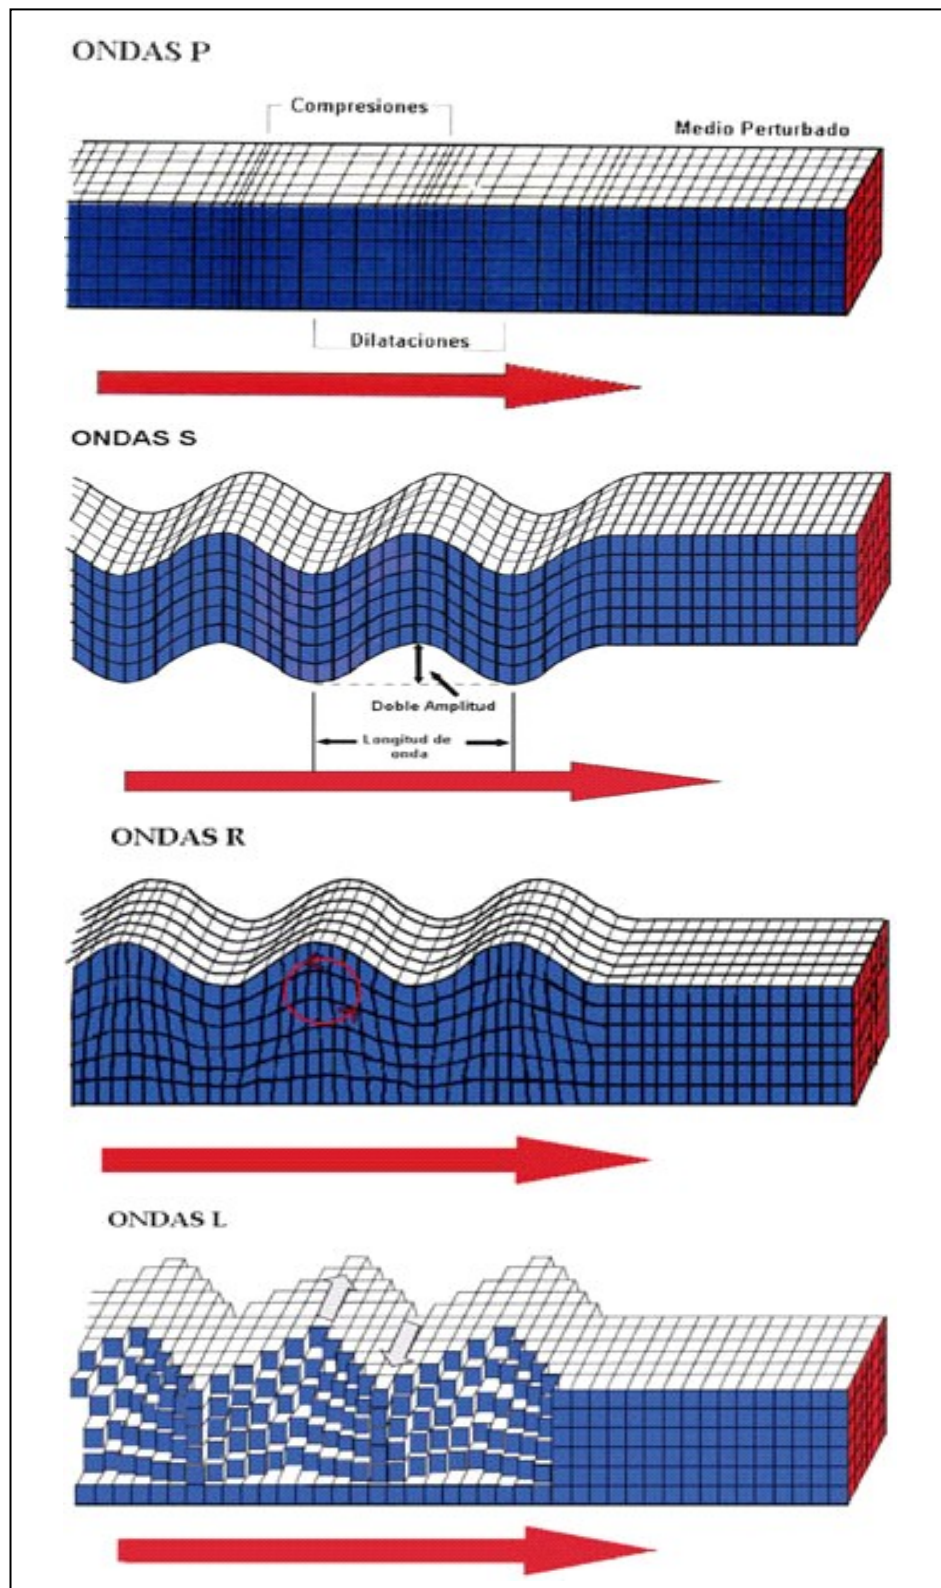 ONDAS P
Compresiones
Medio Perturbado
Dilataciones
ONDAS S
Doble Amplitud
Longitud de
onda
ONDAS R
ONDAS L